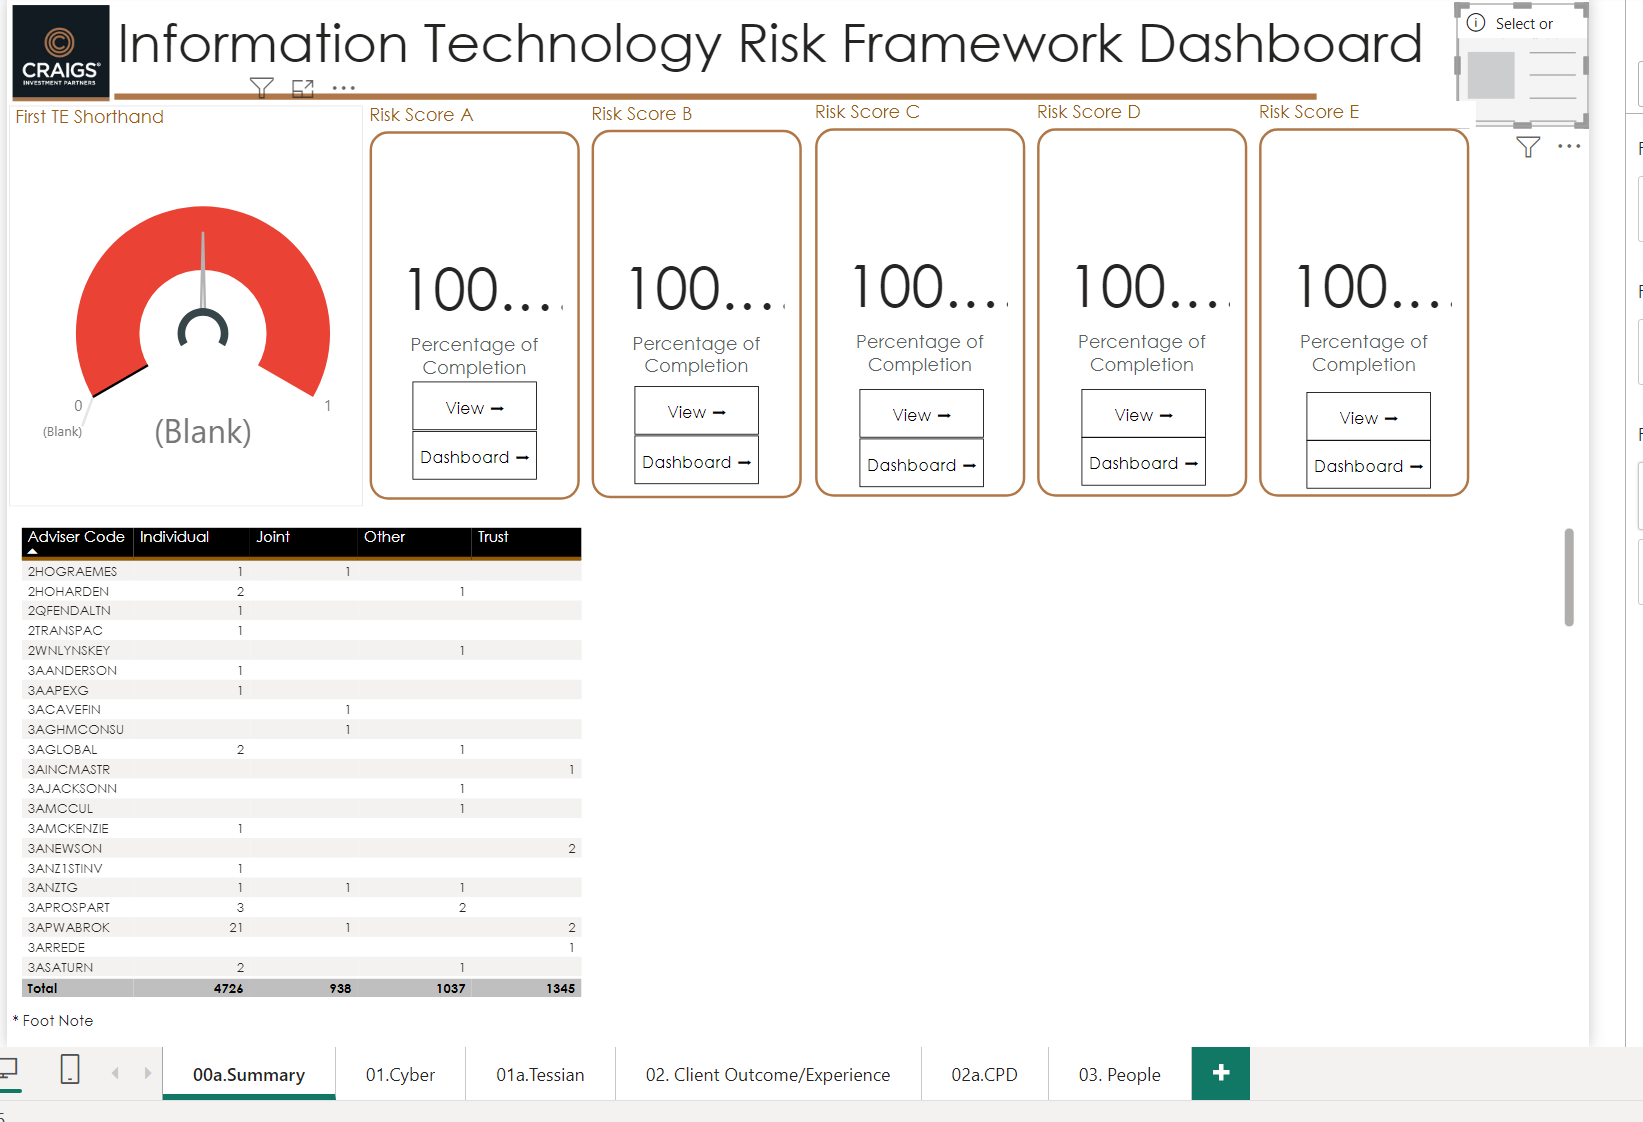 CRAIGS®
INVESTMENT PARTNERS
Information Technology Risk Framework Dashboard
Select or
First TE Shorthand
0
1
(Blank)
(Blank)
Risk Score A
100....
Percentage of
Completion
View →
Dashboard →
Risk Score B
100....
Percentage of
Completion
View →
Dashboard →
Risk Score C
100....
Percentage of
Completion
View →
Dashboard →
Risk Score D
100....
Percentage of
Completion
View →
Dashboard →
Risk Score E
100....
Percentage of
Completion
View →
Dashboard →
Adviser Code Individual Joint Other Trust
2HOGRAEMES 1 1
2HOHARDEN 2 1
2QFENDALTN 1
2TRANSPAC 1
2WNLYNSKEY 1
3AANDERSON 1
3AAPEXG 1
3ACAVEFIN 1
3AGHMCONSU 1
3AGLOBAL 2 1
3AINCMASTR 1
3AJACKSONN 1
3AMCCUL 1
3AMCKENZIE 1
3ANEWSON 2
3ANZ1STINV 1
3ANZTG 1 1 1
3APROSPART 3 2
3APWABROK 21 1 2
3ARREDE 1
3ASATURN 2 1
Total 4726 938 1037 1345
* Foot Note
00a.Summary 01.Cyber 01a.Tessian 02. Client Outcome/Experience 02a.CPD 03. People +